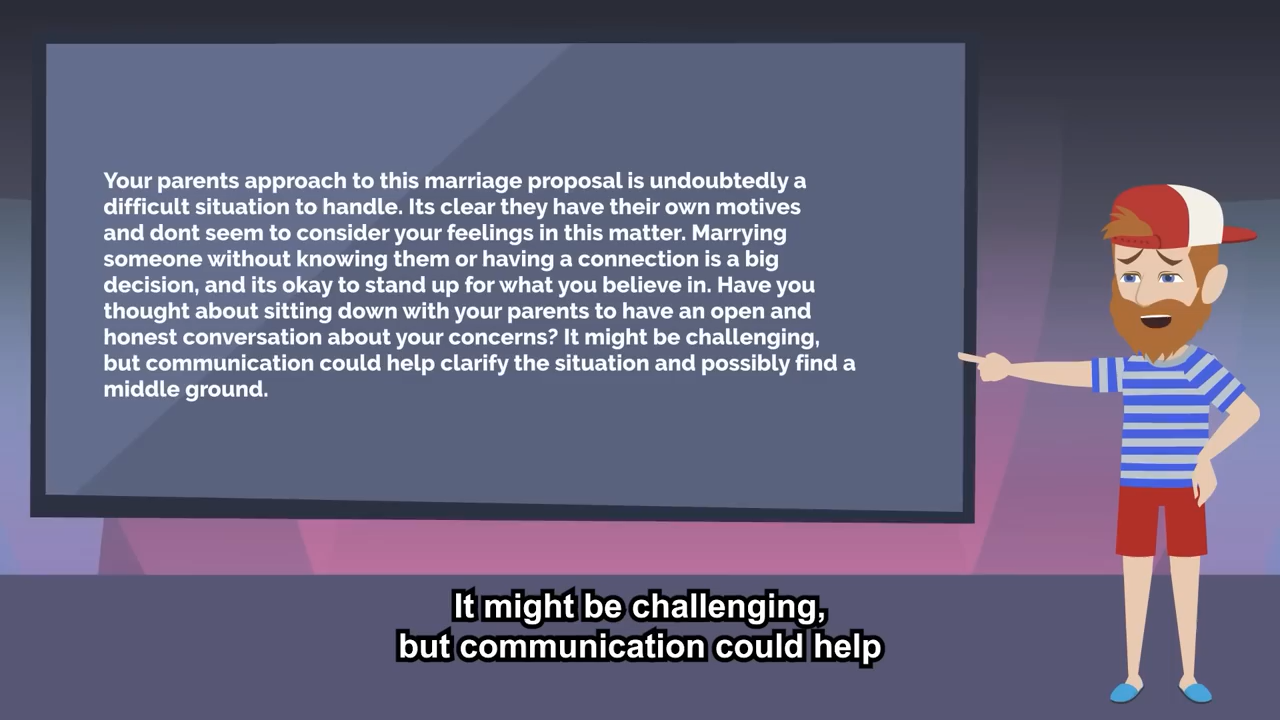 Your parents approach to this marriage proposal is undoubtedly a
difficult situation to handle. Its clear they have their own motives
and dont seem to consider your feelings in this matter. Marrying
someone without knowing them or having a connection is a big
decision, and its okay to stand up for what you believe in. Have you
thought about sitting down with your parents to have an open and
honest conversation about your concerns? It might be challenging,
but communication could help clarify the situation and possibly find a
middle ground.
It might be challenging,
but communication could help